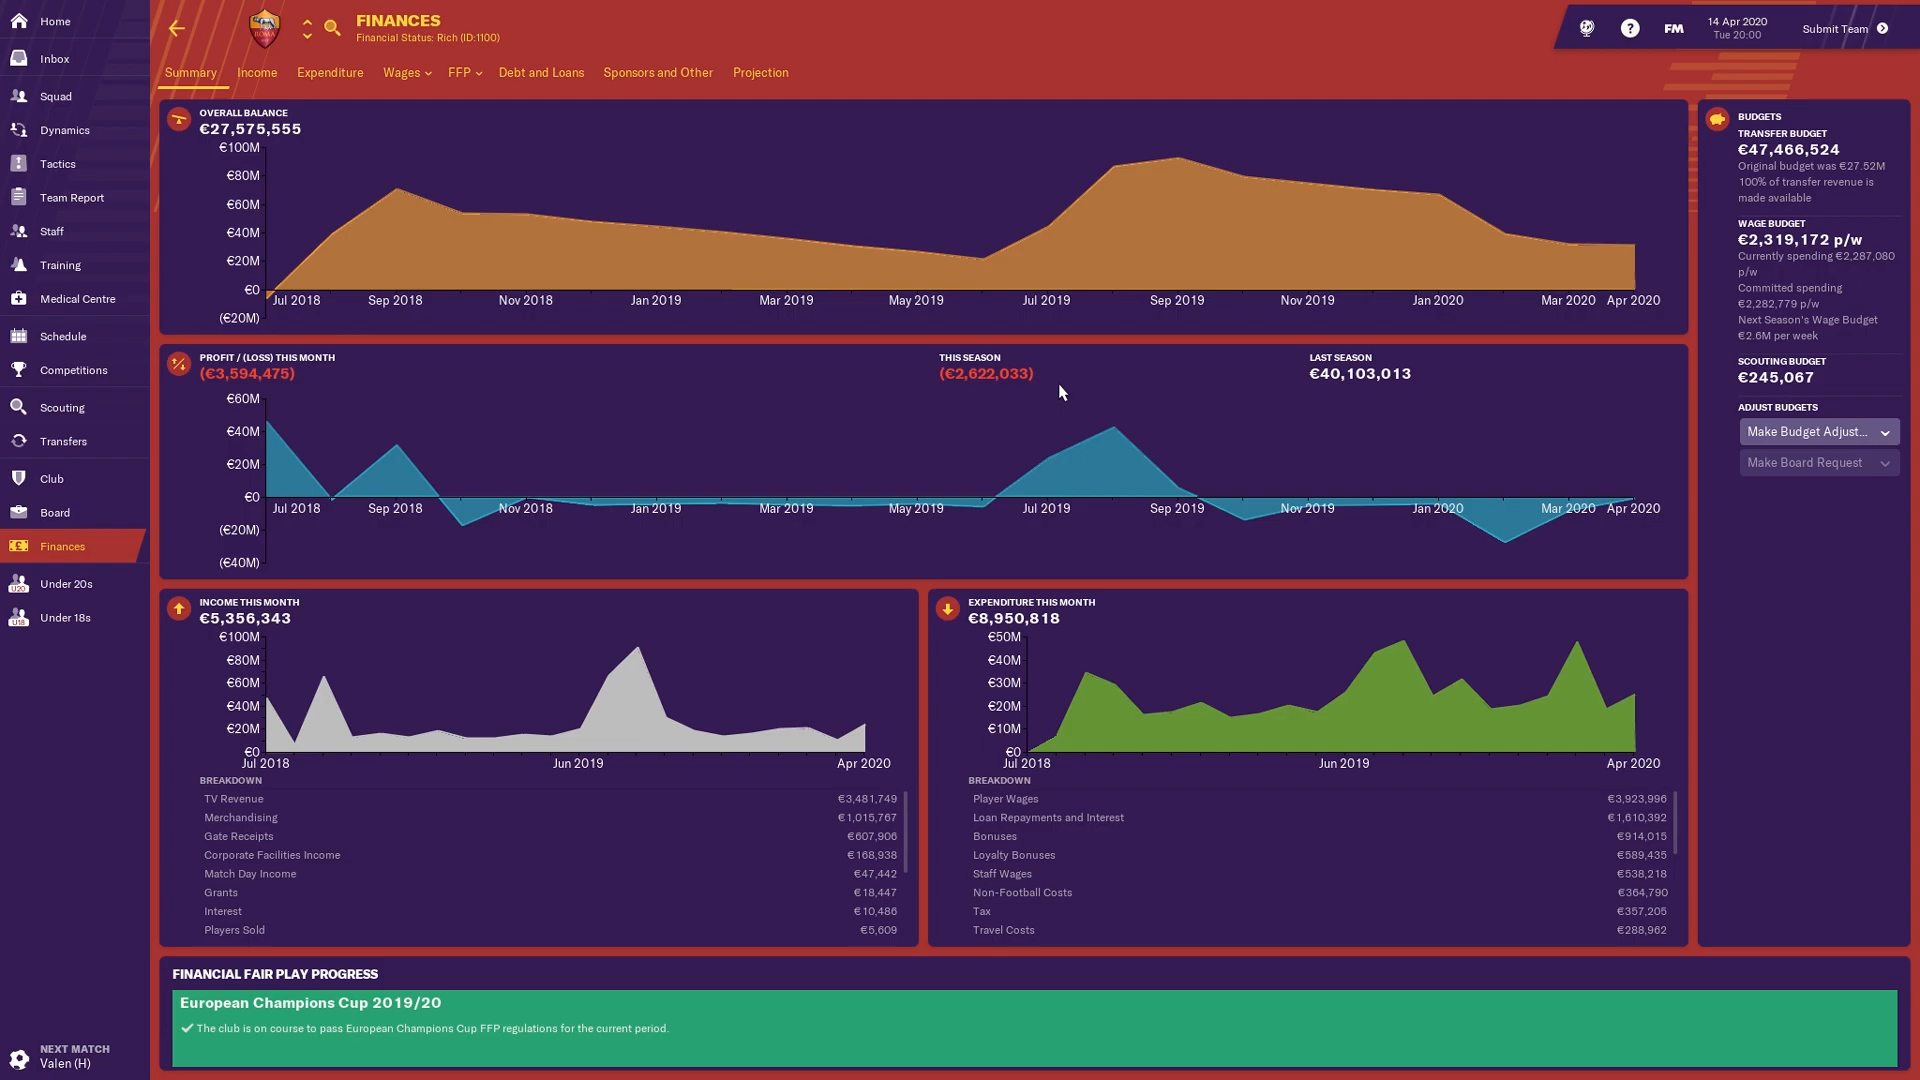 Home
Inbox
Squad
Dynamics
Tactics
Team Report
Staff
Training
Medical Centre
Schedule
Competitions
Scouting
Transfers
Club
Board
Finances
U20
Under 20s
U18
Under 18s
NEXT MATCH
Valen (H)
ROMA
FINANCES
Financial Status: Rich (ID:1100)
?
FM
14 Apr 2020
Tue 20:00
Submit Team
Summary
Income
Expenditure
Wages
FFP
Debt and Loans
Sponsors and Other
Projection
OVERALL BALANCE
€27,575,555
€100M
€80M
€60M
€40M
€20M
€0
(€20M)
Jul 2018
Sep 2018
Nov 2018
Jan 2019
Mar 2019
May 2019
Jul 2019
Sep 2019
Nov 2019
Jan 2020
Mar 2020
Apr 2020
PROFIT / (LOSS) THIS MONTH
(€3,594,475)
THIS SEASON
(€2,622,033)
LAST SEASON
€40,103,013
€60M
€40M
€20M
€0
(€20M)
(€40M)
Jul 2018
Sep 2018
Nov 2018
Jan 2019
Mar 2019
May 2019
Jul 2019
Sep 2019
Nov 2019
Jan 2020
Mar 2020
Apr 2020
INCOME THIS MONTH
€5,356,343
€100M
€80M
€60M
€40M
€20M
€0
Jul 2018
Jun 2019
Apr 2020
BREAKDOWN
TV Revenue €3,481,749
Merchandising €1,015,767
Gate Receipts €607,906
Corporate Facilities Income €168,938
Match Day Income €47,442
Grants €18,447
Interest €10,486
Players Sold €5,609
EXPENDITURE THIS MONTH
€8,950,818
€50M
€40M
€30M
€20M
€10M
€0
Jul 2018
Jun 2019
Apr 2020
BREAKDOWN
Player Wages €3,923,996
Loan Repayments and Interest €1,610,392
Bonuses €914,015
Loyalty Bonuses €589,435
Staff Wages €538,218
Non-Football Costs €364,790
Tax €357,205
Travel Costs €288,962
BUDGETS
TRANSFER BUDGET
€47,466,524
Original budget was €27.52M
100% of transfer revenue is
made available
WAGE BUDGET
€2,319,172 p/w
Currently spending €2,287,080
p/w
Committed spending
€2,282,779 p/w
Next Season's Wage Budget
€2.6M per week
SCOUTING BUDGET
€245,067
ADJUST BUDGETS
Make Budget Adjust...
Make Board Request
FINANCIAL FAIR PLAY PROGRESS
European Champions Cup 2019/20
The club is on course to pass European Champions Cup FFP regulations for the current period.